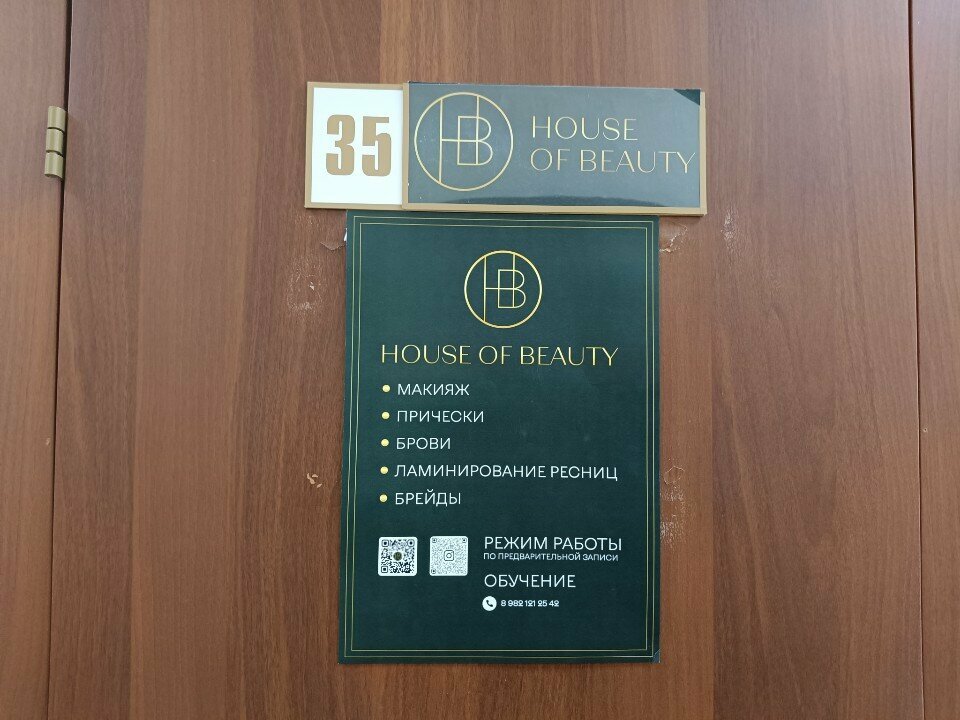 35
HB
HOUSE
OF BEAUTY
HB
HOUSE OF BEAUTY
• МАКИЯЖ
• ПРИЧЕСКИ
• БРОВИ
• ЛАМИНИРОВАНИЕ РЕСНИЦ
• БРЕЙДЫ
РЕЖИМ РАБОТЫ
ПО ПРЕДВАРИТЕЛЬНОЙ ЗАПИСИ
ОБУЧЕНИЕ
8 982 121 25 42